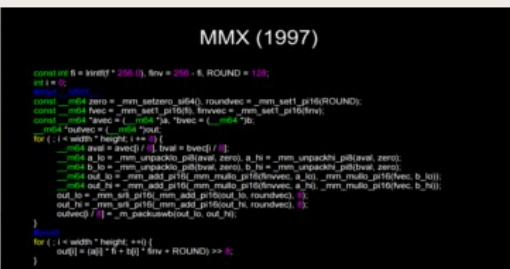 MMX (1997)
const int fi = lrintf(f * 256.0), finv = 256 - fi, ROUND = 128;
int i = 0;
const __m64 zero = _mm_setzero_si64(), roundvec = _mm_set1_pi16(ROUND);
const __m64 fvec = _mm_set1_pi16(fi), finvvec = _mm_set1_pi16(finv);
const __m64 *avec = (__m64 *)a, *bvec = (__m64 *)b;
__m64 *outvec = (__m64 *)out;
for ( ; i < width * height; i += 8) {
__m64 aval = avec[i / 8], bval = bvec[i / 8];
__m64 a_lo = _mm_unpacklo_pi8(aval, zero), a_hi = _mm_unpackhi_pi8(aval, zero);
__m64 b_lo = _mm_unpacklo_pi8(bval, zero), b_hi = _mm_unpackhi_pi8(bval, zero);
__m64 out_lo = _mm_add_pi16(_mm_mullo_pi16(finvvec, a_lo), _mm_mullo_pi16(fvec, b_lo));
__m64 out_hi = _mm_add_pi16(_mm_mullo_pi16(finvvec, a_hi), _mm_mullo_pi16(fvec, b_hi));
out_lo = _mm_srli_pi16(_mm_add_pi16(out_lo, roundvec), 8);
out_hi = _mm_srli_pi16(_mm_add_pi16(out_hi, roundvec), 8);
outvec[i / 8] = _m_packuswb(out_lo, out_hi);
}
#endif
for ( ; i < width * height; ++i) {
out[i] = (a[i] * fi + b[i] * finv + ROUND) >> 8;
}